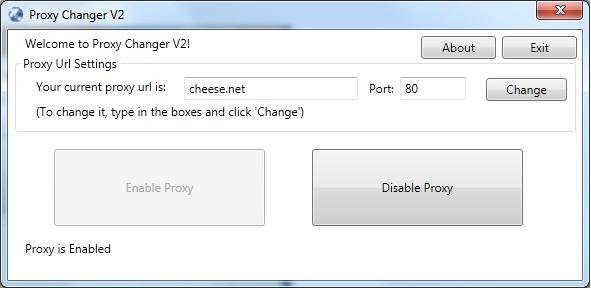 Proxy Changer V2
Welcome to Proxy Changer V2!
About
Exit
Proxy Url Settings
Your current proxy url is:
cheese.net
Port:
80
Change
(To change it, type in the boxes and click 'Change')
Enable Proxy
Disable Proxy
Proxy is Enabled